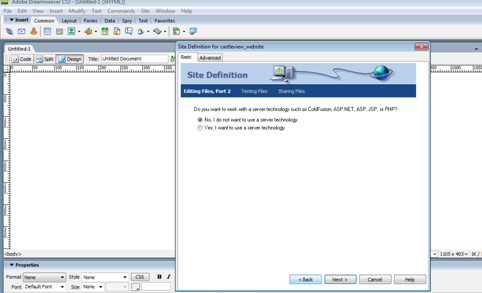 Adobe Dreamweaver CS3 - [Untitled-1 (XHTML)]
File Edit View Insert Modify Text Commands Site Window Help
Insert Common Layout Forms Data Spry Text Favorites
Untitled-1
Code Split Design Title: Untitled Document
Site Definition for castleview_website
Basic Advanced
Site Definition
Editing Files, Part 2 Testing Files Sharing Files
Do you want to work with a server technology such as ColdFusion, ASP.NET, ASP, JSP, or PHP?
No, I do not want to use a server technology.
Yes, I want to use a server technology.
<body>
1105 x 403 1K /
Properties
Format None Style None CSS B I
Font Default Font Size None
< Back Next > Cancel Help